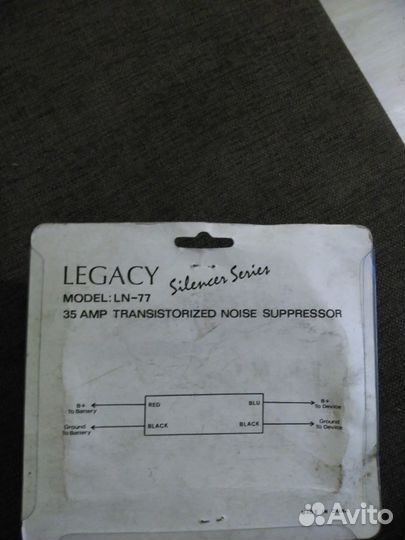 LEGACY Silencer Series
MODEL: LN-77
35 AMP TRANSISTORIZED NOISE SUPPRESSOR
B+ To Battery
RED
BLU
B+ To Device
Ground To Battery
BLACK
BLACK
Ground To Device
Avito